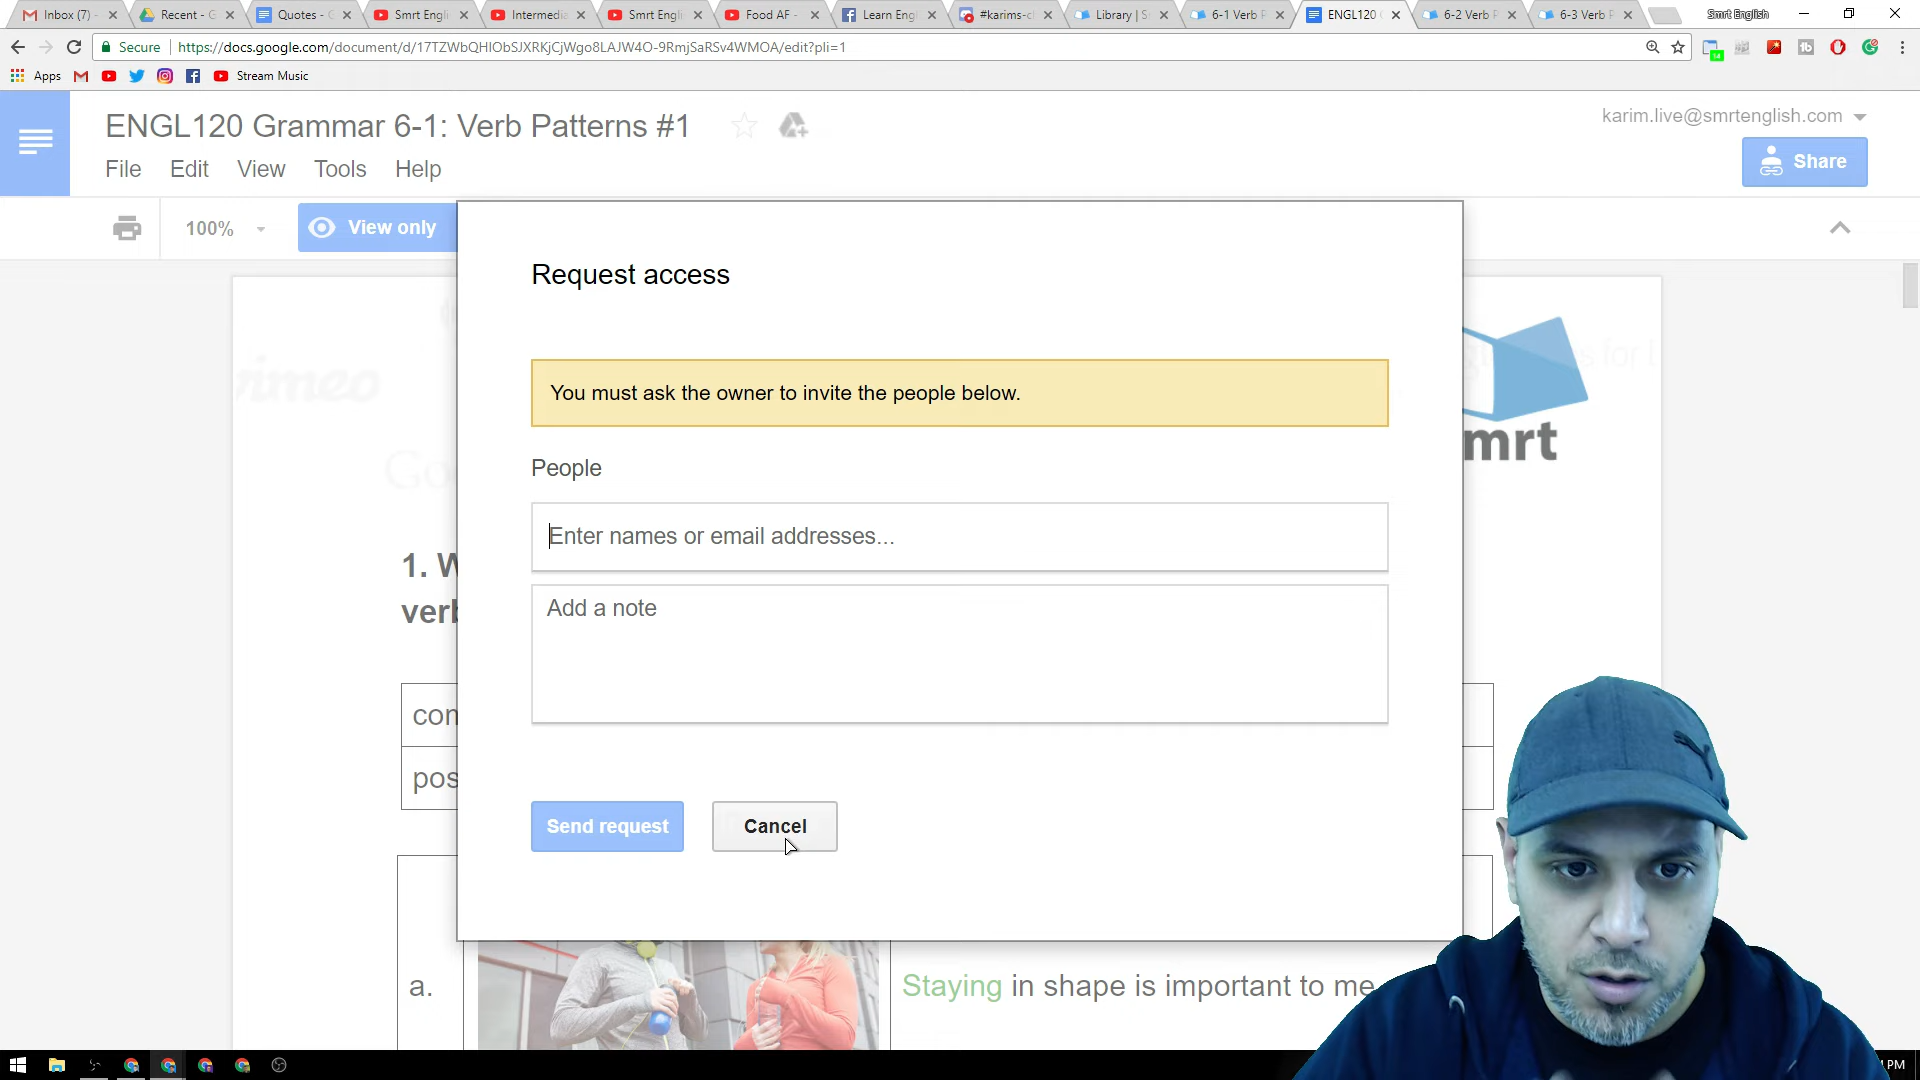 Inbox (7)
Recent - G
Quotes - G
Smrt Engli
Intermedia
Smrt Engli
Food AF -
Learn Eng
#karims-c
Library | S
6-1 Verb P
ENGL120
6-2 Verb P
6-3 Verb P
Smrt English
Secure
https://docs.google.com/document/d/17TZWbQHIObSJXRKjCjWgo8LAJW4O-9RmjSaRSv4WMOA/edit?pli=1
Apps
Stream Music
ENGL120 Grammar 6-1: Verb Patterns #1
karim.live@smrtenglish.com
File Edit View Tools Help
Share
100%
View only
Request access
You must ask the owner to invite the people below.
vimeo
mrt
People
Enter names or email addresses...
1. W
verb
Add a note
con
pos
Send request
Cancel
a.
Staying in shape is important to me
PM